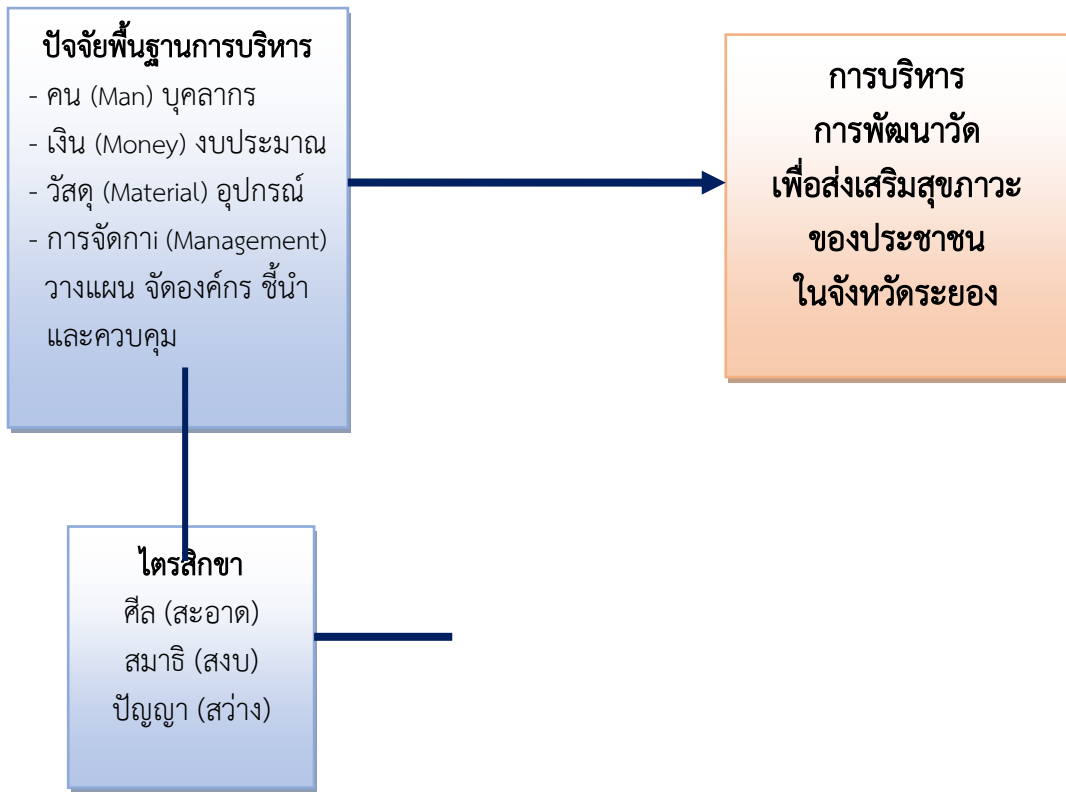 ปัจจัยพื้นฐานการบริหาร
- คน (Man) บุคลากร
- เงิน (Money) งบประมาณ
- วัสดุ (Material) อุปกรณ์
- การจัดกาi (Management)
วางแผน จัดองค์กร ชี้นำ
และควบคุม
การบริหาร
การพัฒนาวัด
เพื่อส่งเสริมสุขภาวะ
ของประชาชน
ในจังหวัดระยอง
ไตรสิกขา
ศีล (สะอาด)
สมาธิ (สงบ)
ปัญญา (สว่าง)